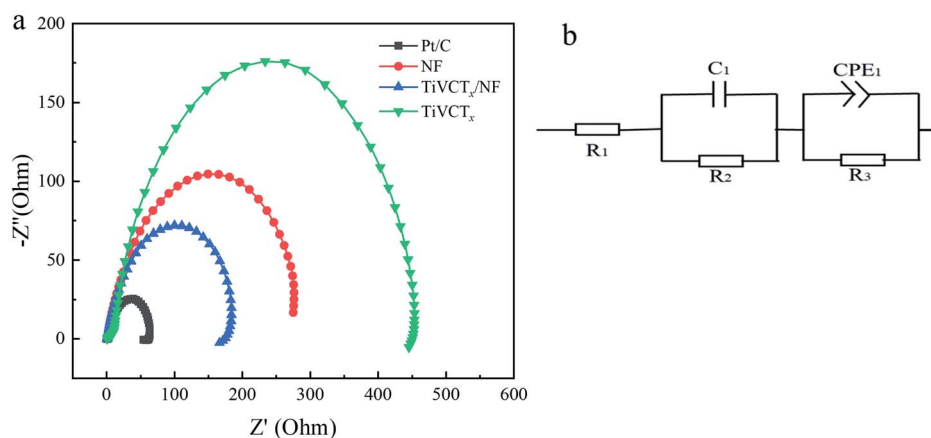 a
200
150
100
50
0
-Z"(Ohm)
0 100 200 300 400 500 600
Z' (Ohm)
Pt/C
NF
TiVCTₓ/NF
TiVCTₓ
b
R₁
C₁
R₂
CPE₁
R₃